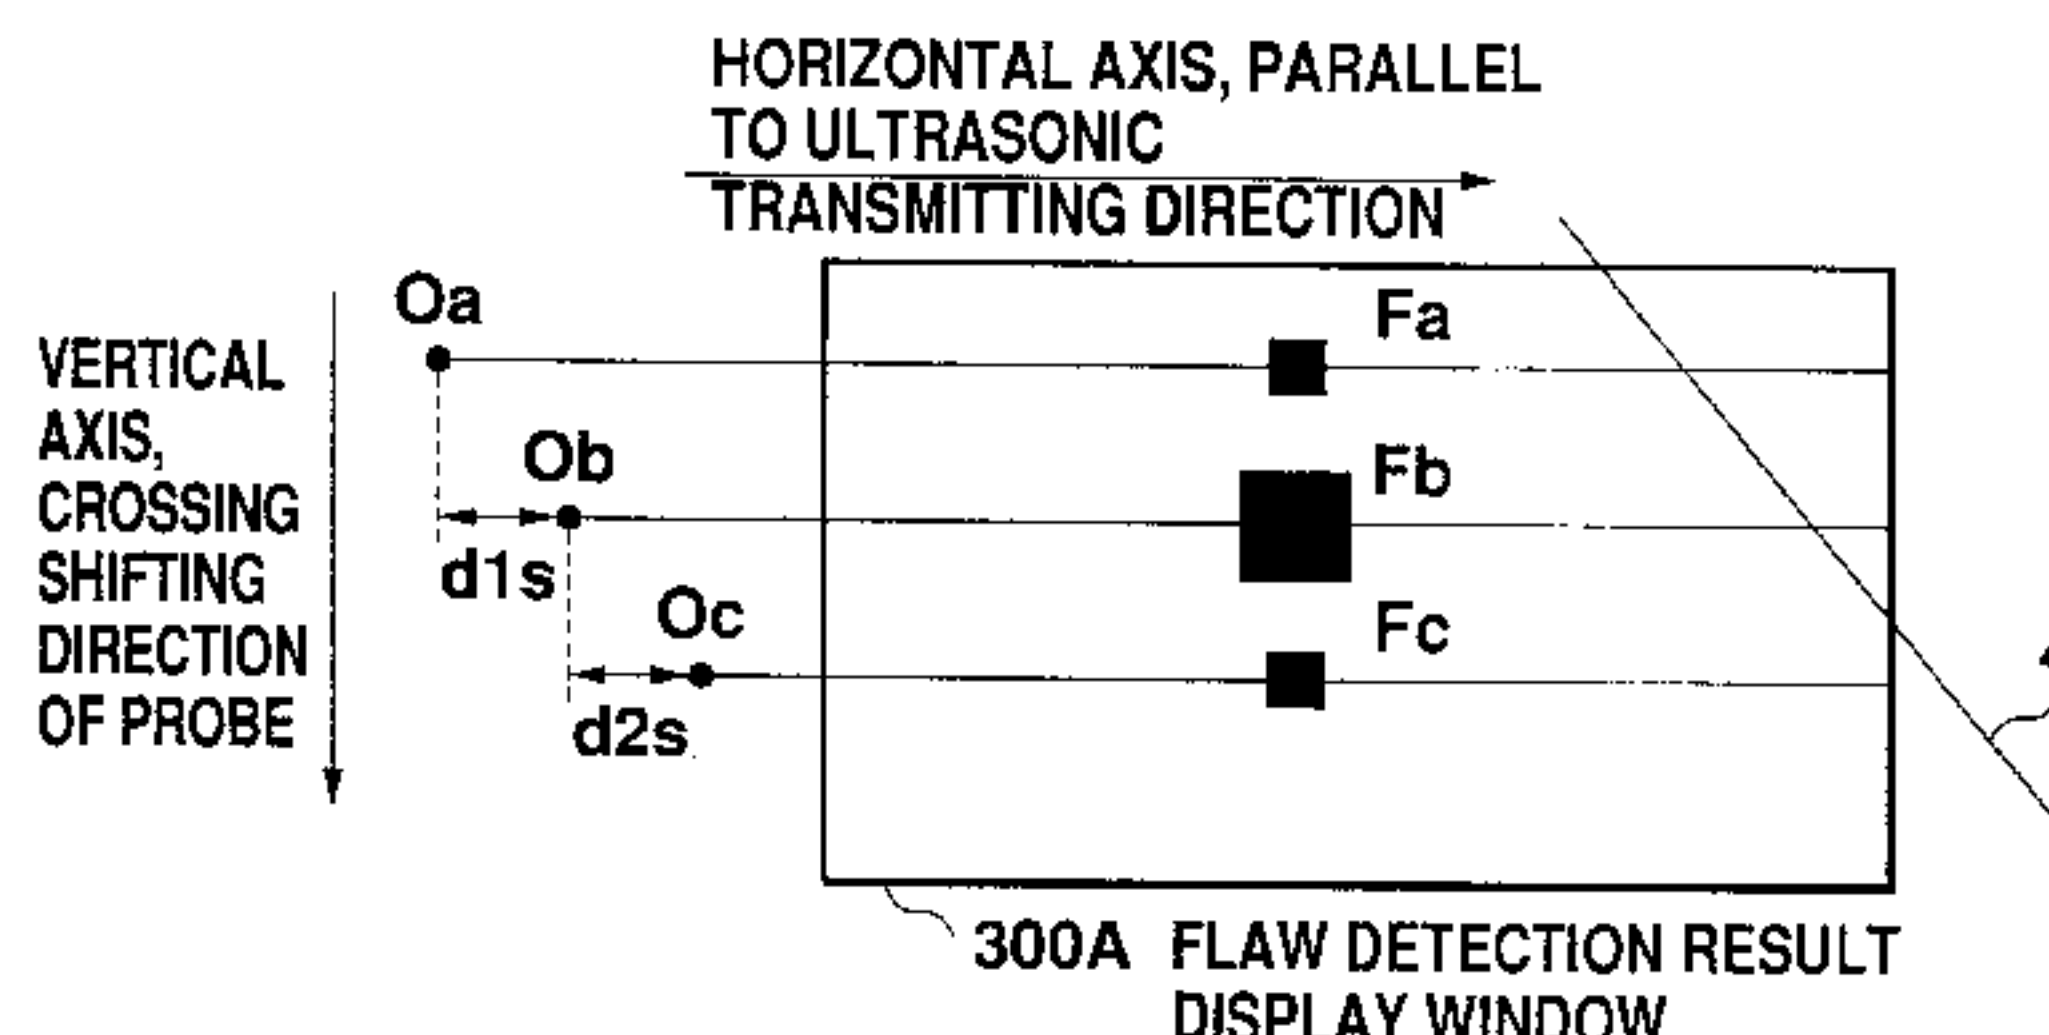 HORIZONTAL AXIS, PARALLEL
TO ULTRASONIC
TRANSMITTING DIRECTION
Oa
Fa
VERTICAL
AXIS,
CROSSING
SHIFTING
DIRECTION
OF PROBE
Ob
Fb
d1s
Oc
Fc
d2s
300A FLAW DETECTION RESULT
DISPLAY WINDOW